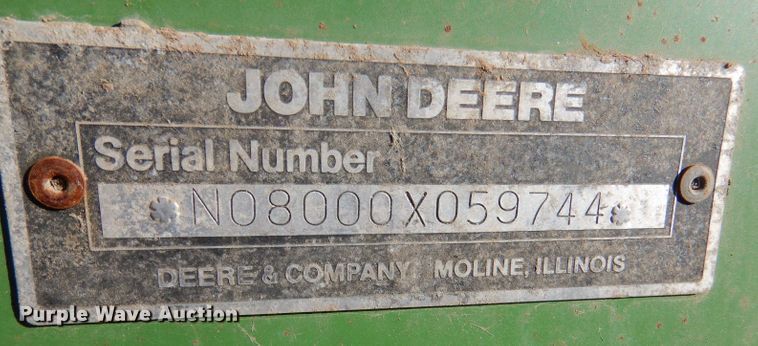 JOHN DEERE
Serial Number
* N08000X059744 *
DEERE & COMPANY MOLINE, ILLINOIS
Purple Wave Auction